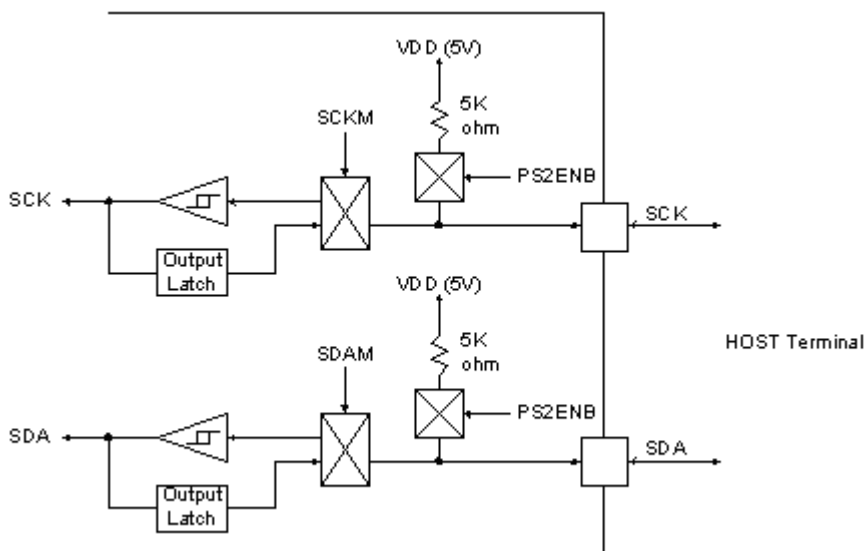 VDD (5V)
5K
ohm
SCKM
PS2ENB
SCK
SCK
Output
Latch
VDD (5V)
5K
ohm
HOST Terminal
SDAM
PS2ENB
SDA
SDA
Output
Latch